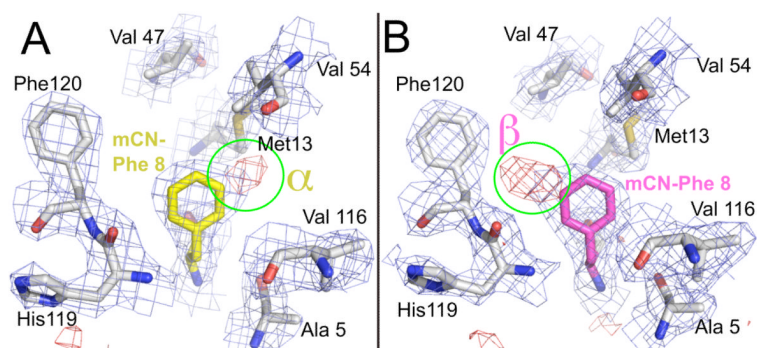 A
Val 47
Val 54
Phe120
mCN-
Phe 8
Met13
α
Val 116
His119
Ala 5
B
Val 47
Val 54
Phe120
β
Met13
mCN-Phe 8
Val 116
His119
Ala 5